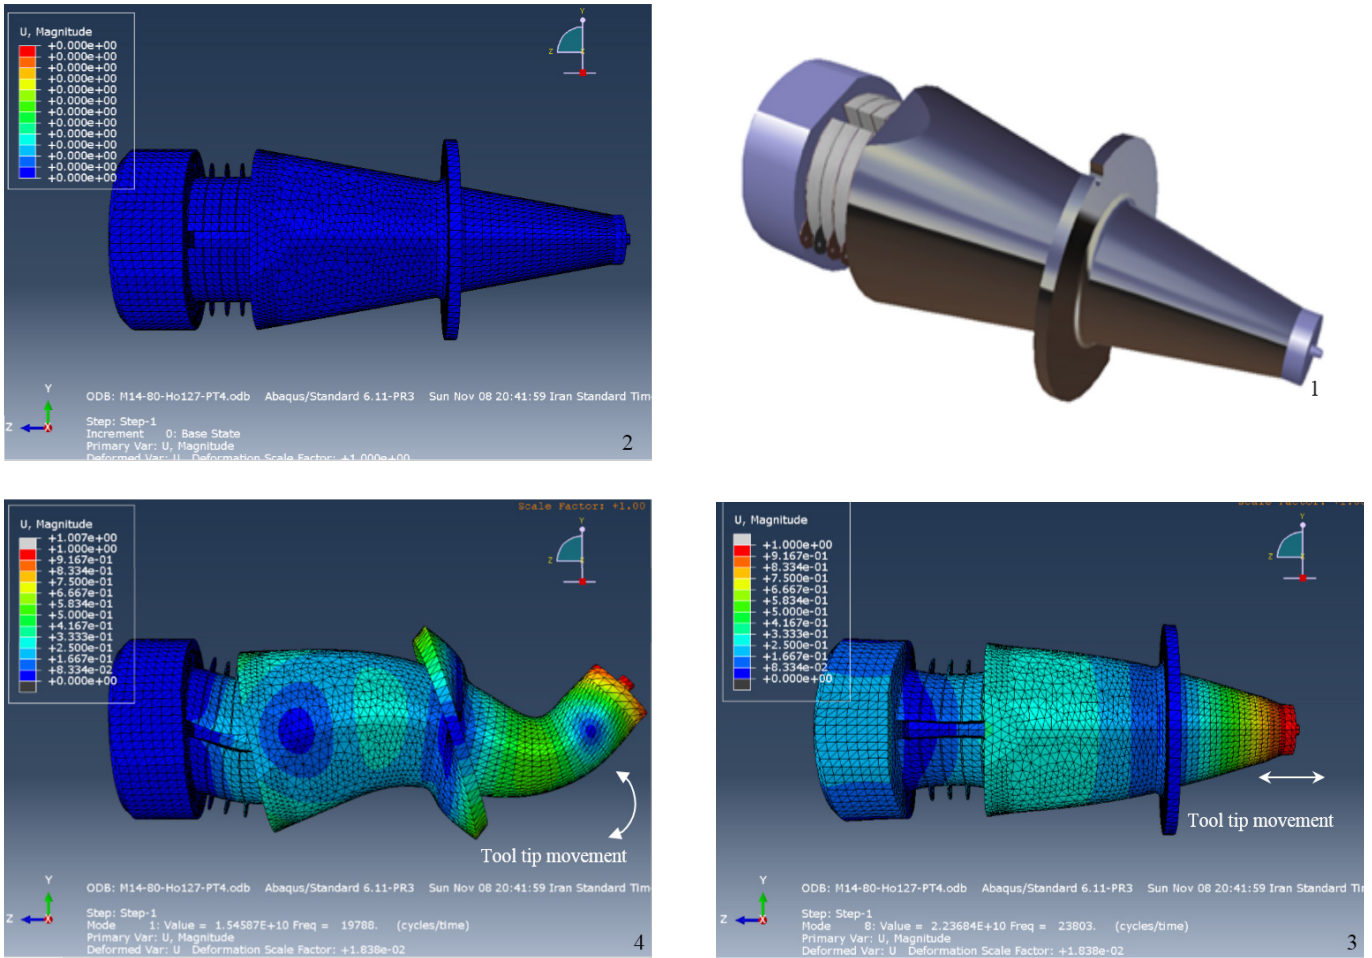 U, Magnitude
+0.000e+00
+0.000e+00
+0.000e+00
+0.000e+00
+0.000e+00
+0.000e+00
+0.000e+00
+0.000e+00
+0.000e+00
+0.000e+00
+0.000e+00
+0.000e+00
+0.000e+00
Y
Z
Z
Y
Z
X
ODB: M14-80-Ho127-PT4.odb Abaqus/Standard 6.11-PR3 Sun Nov 08 20:41:59 Iran Standard Tim
Step: Step-1
Increment 0: Base State
Primary Var: U, Magnitude
Deformed Var: U Deformation Scale Factor: +1.000e+00
2
1
Scale Factor: +1.00
U, Magnitude
+1.007e+00
+1.000e+00
+9.167e-01
+8.334e-01
+7.500e-01
+6.667e-01
+5.834e-01
+5.000e-01
+4.167e-01
+3.333e-01
+2.500e-01
+1.667e-01
+8.334e-02
+0.000e+00
Y
Z
Z
Tool tip movement
Y
Z
X
ODB: M14-80-Ho127-PT4.odb Abaqus/Standard 6.11-PR3 Sun Nov 08 20:41:59 Iran Standard Tim
Step: Step-1
Mode 1: Value = 1.54587E+10 Freq = 19788. (cycles/time)
Primary Var: U, Magnitude
Deformed Var: U Deformation Scale Factor: +1.838e-02
4
U, Magnitude
+1.000e+00
+9.167e-01
+8.334e-01
+7.500e-01
+6.667e-01
+5.834e-01
+5.000e-01
+4.167e-01
+3.333e-01
+2.500e-01
+1.667e-01
+8.334e-02
+0.000e+00
Y
Z
Z
Tool tip movement
Y
Z
X
ODB: M14-80-Ho127-PT4.odb Abaqus/Standard 6.11-PR3 Sun Nov 08 20:41:59 Iran Standard Ti
Step: Step-1
Mode 8: Value = 2.23684E+10 Freq = 23803. (cycles/time)
Primary Var: U, Magnitude
Deformed Var: U Deformation Scale Factor: +1.838e-02
3